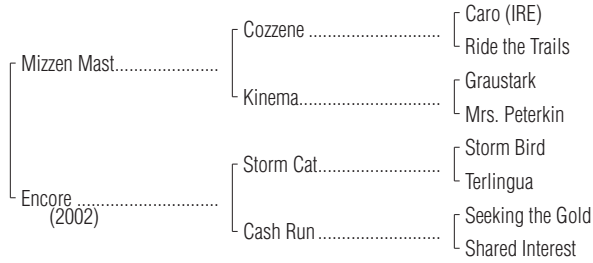 Caro (IRE)
Cozzene ............................
Ride the Trails
Mizzen Mast......................
Graustark
Kinema..............................
Mrs. Peterkin
Storm Bird
Storm Cat..........................
Terlingua
Encore ..............................
(2002)
Seeking the Gold
Cash Run ..........................
Shared Interest